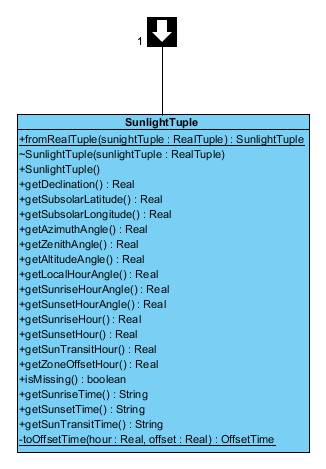 1
SunlightTuple
+fromRealTuple(sunightTuple : RealTuple) : SunlightTuple
~SunlightTuple(sunlightTuple : RealTuple)
+SunlightTuple()
+getDeclination() : Real
+getSubsolarLatitude() : Real
+getSubsolarLongitude() : Real
+getAzimuthAngle() : Real
+getZenithAngle() : Real
+getAltitudeAngle() : Real
+getLocalHourAngle() : Real
+getSunriseHourAngle() : Real
+getSunsetHourAngle() : Real
+getSunriseHour() : Real
+getSunsetHour() : Real
+getSunTransitHour() : Real
+getZoneOffsetHour() : Real
+isMissing() : boolean
+getSunriseTime() : String
+getSunsetTime() : String
+getSunTransitTime() : String
-toOffsetTime(hour : Real, offset : Real) : OffsetTime